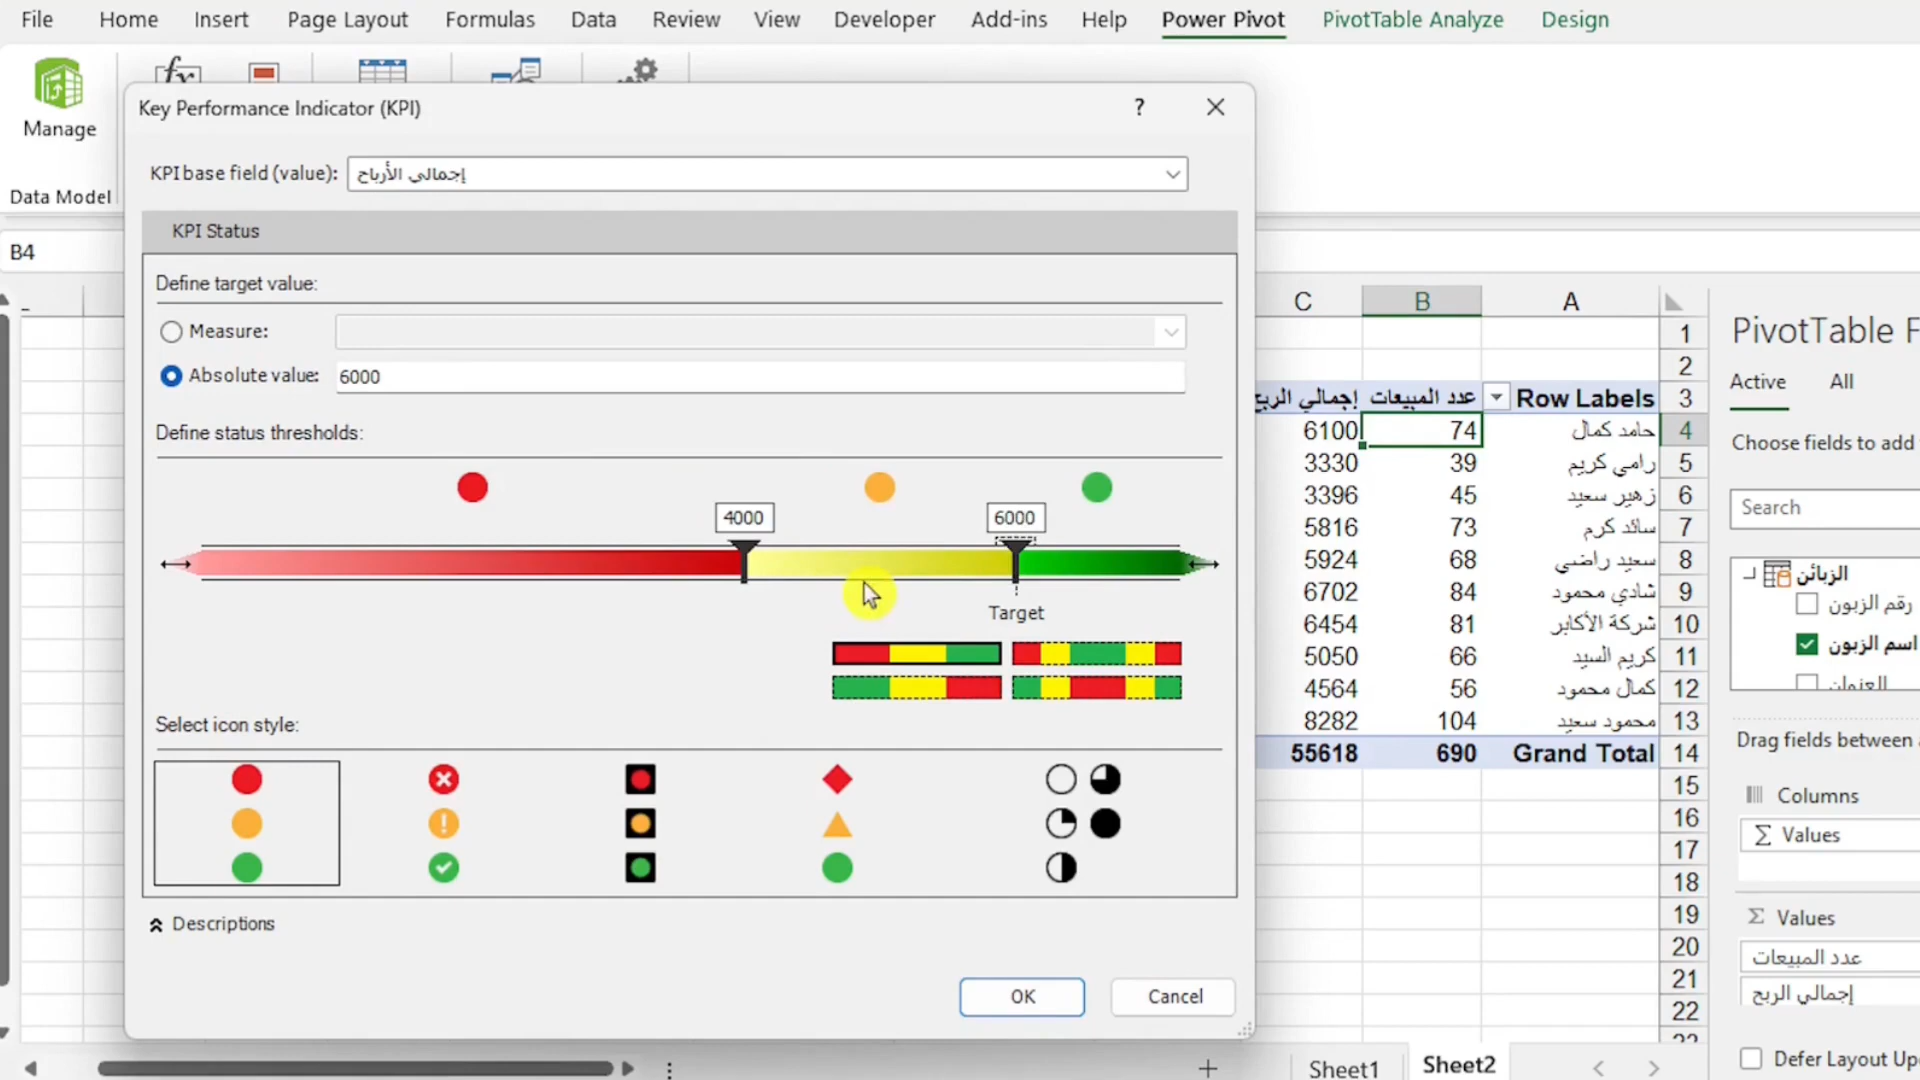 File Home Insert Page Layout Formulas Data Review View Developer Add-ins Help Power Pivot PivotTable Analyze Design
Manage
Data Model
Key Performance Indicator (KPI)
?
KPI base field (value): إجمالي الأرباح
KPI Status
Define target value:
Measure:
Absolute value: 6000
Define status thresholds:
4000 6000
Target
Select icon style:
Descriptions
OK Cancel
B4
C B A
1
2
إجمالي الربح عدد المبيعات Row Labels 3
6100 74 حامد كمال 4
3330 39 رامي كريم 5
3396 45 زهير سعيد 6
5816 73 سائد كرم 7
5924 68 سعيد راضي 8
6702 84 شادي محمود 9
6454 81 شركة الأكابر 10
5050 66 كريم السيد 11
4564 56 كمال محمود 12
8282 104 محمود سعيد 13
55618 690 Grand Total 14
15
16
17
18
19
20
21
22
PivotTable F
Active All
Choose fields to add
Search
الزبائن
رقم الزبون
اسم الزبون
العنوان
Drag fields between
Columns
Σ Values
Σ Values
عدد المبيعات
إجمالي الربح
Defer Layout Up
Sheet1 Sheet2